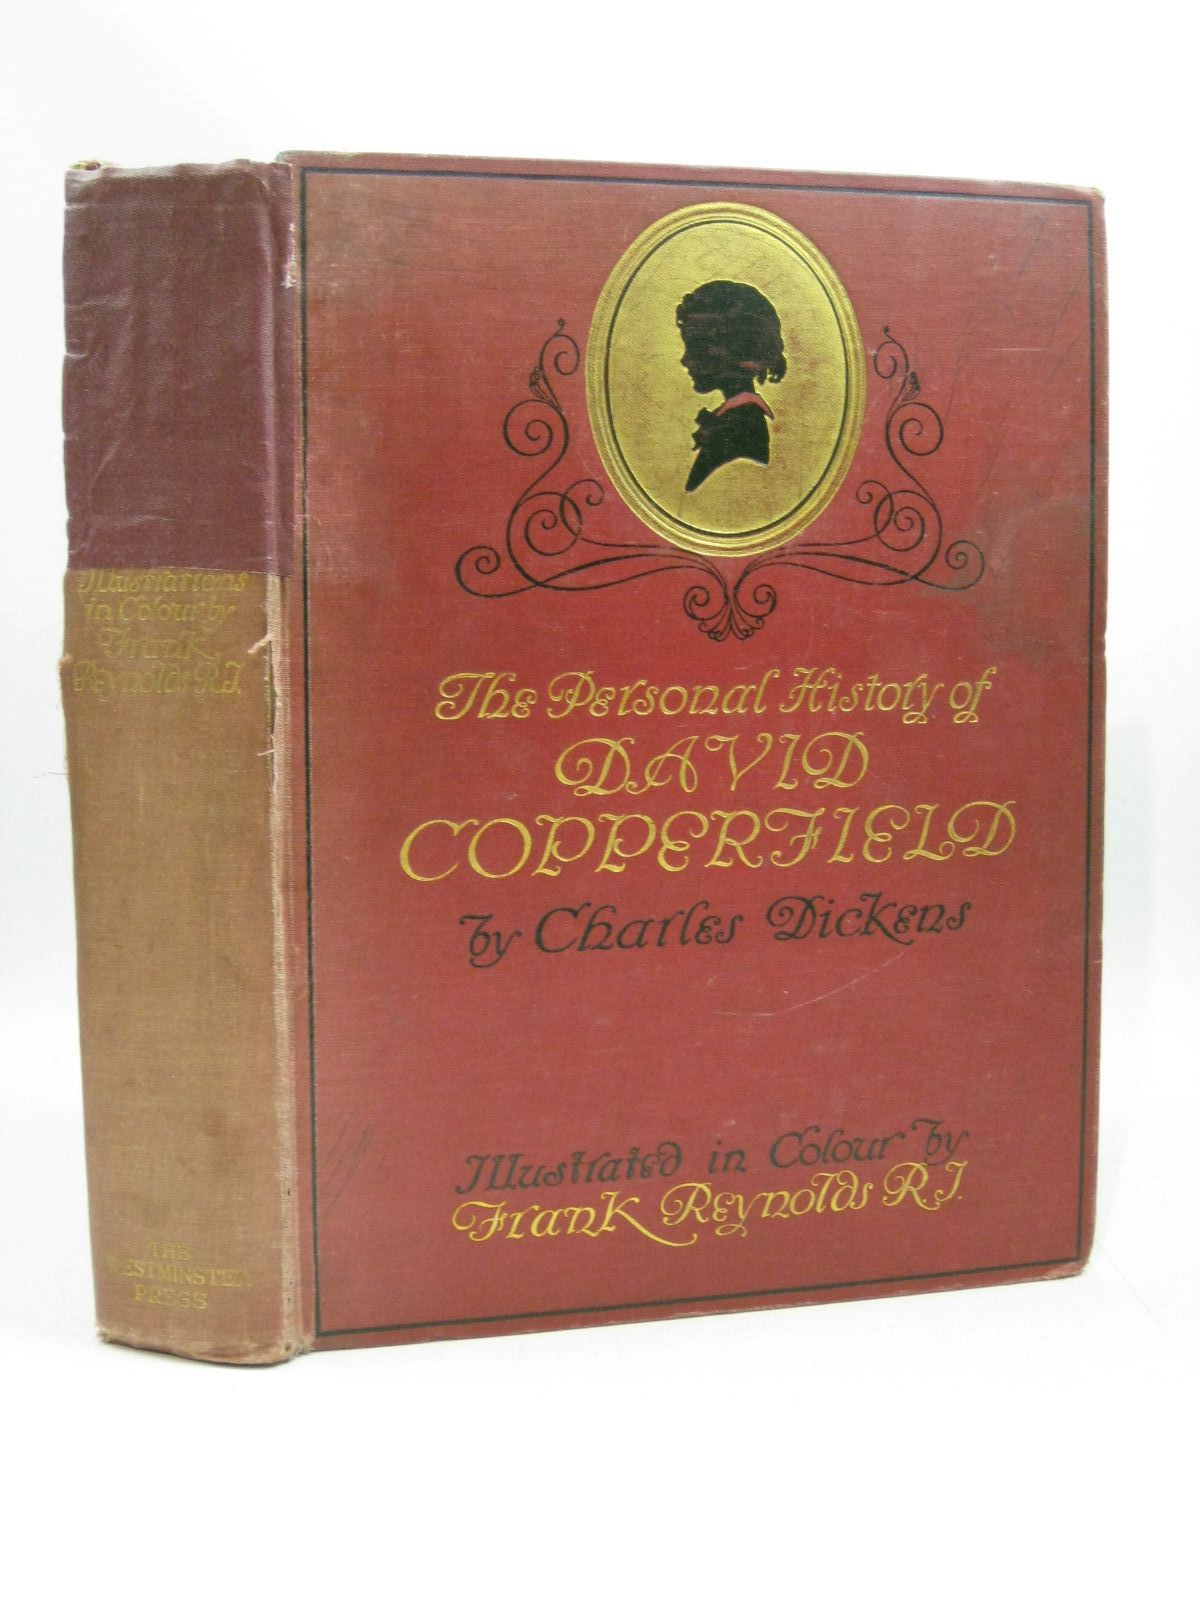 The Personal History of
DAVID
COPPERFIELD
by Charles Dickens
Illustrated in Colour by
Frank Reynolds R.I.
Illustrations
in Colour by
Frank
Reynolds R.I.
THE
WESTMINSTER
PRESS